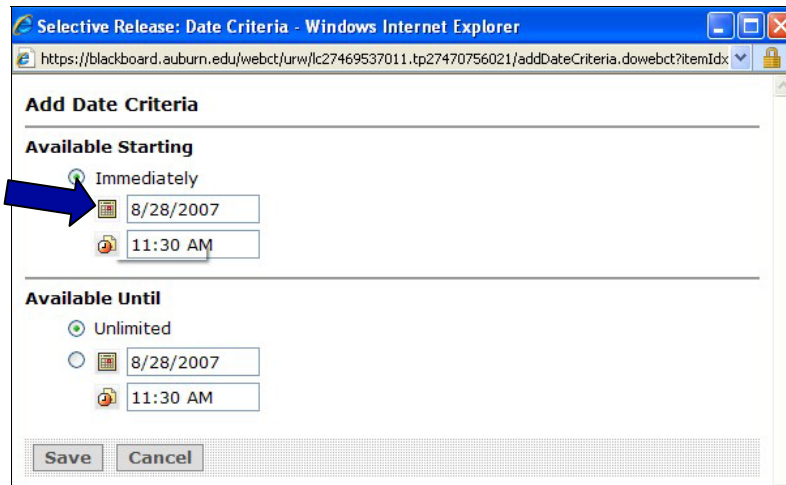 Selective Release: Date Criteria - Windows Internet Explorer
https://blackboard.auburn.edu/webct/urw/lc27469537011.tp27470756021/addDateCriteria.dowebct?itemIdx
Add Date Criteria
Available Starting
Immediately
8/28/2007
11:30 AM
Available Until
Unlimited
8/28/2007
11:30 AM
Save Cancel